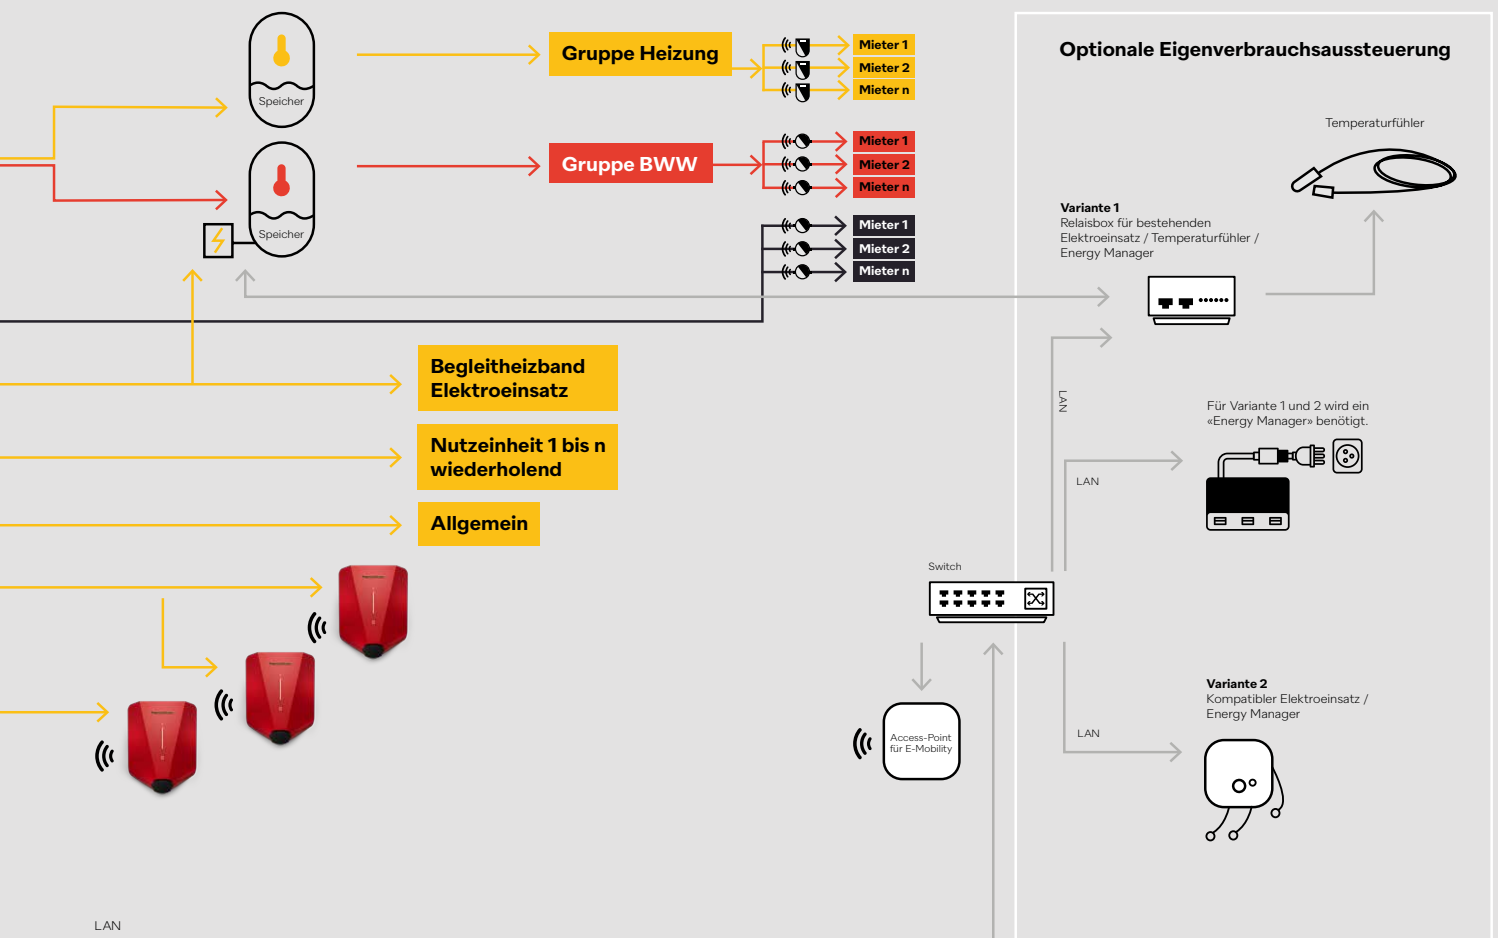 Speicher
Gruppe Heizung
Mieter 1
Mieter 2
Mieter n
Speicher
Gruppe BWW
Mieter 1
Mieter 2
Mieter n
Mieter 1
Mieter 2
Mieter n
Begleitheizband
Elektroeinsatz
Nutzeinheit 1 bis n
wiederholend
Allgemein
Switch
Access-Point
für E-Mobility
LAN
Optionale Eigenverbrauchsaussteuerung
Temperaturfühler
Variante 1
Relaisbox für bestehenden
Elektroeinsatz / Temperaturfühler /
Energy Manager
LAN
Für Variante 1 und 2 wird ein
«Energy Manager» benötigt.
LAN
Variante 2
Kompatibler Elektroeinsatz /
Energy Manager
LAN